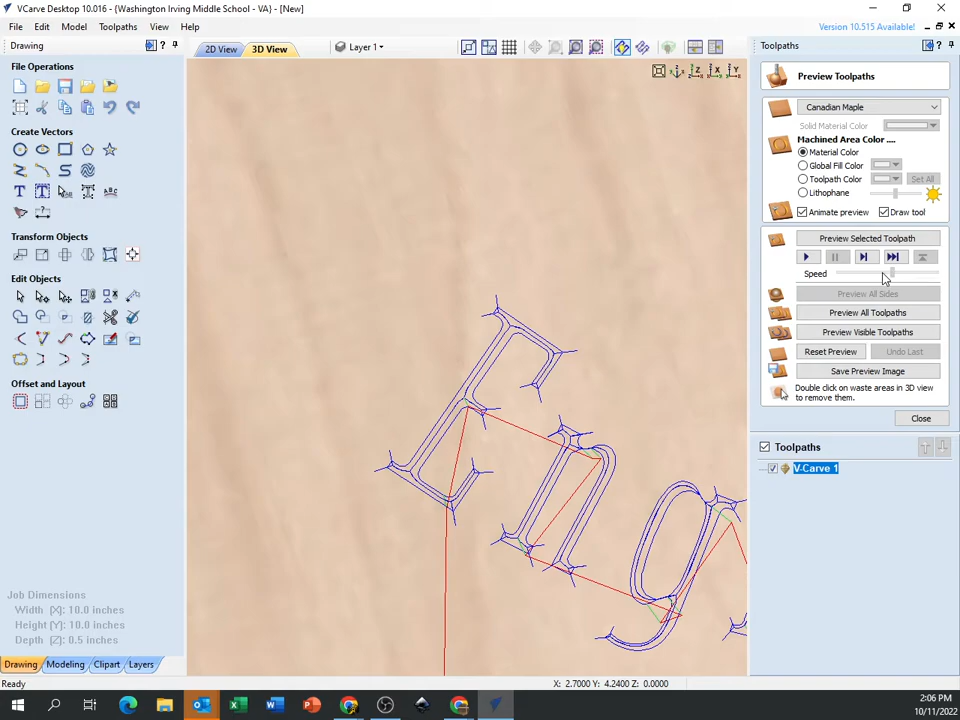 VCarve Desktop 10.016 - {Washington Irving Middle School - VA} - [New]
File Edit Model Toolpaths View Help
Version 10.515 Available!
Drawing
2D View 3D View
Layer 1
Toolpaths
File Operations
Create Vectors
Transform Objects
Edit Objects
Offset and Layout
Job Dimensions
Width (X): 10.0 inches
Height (Y): 10.0 inches
Depth (Z): 0.5 inches
Drawing Modeling Clipart Layers
Eng
Preview Toolpaths
Canadian Maple
Solid Material Color
Machined Area Color ....
Material Color
Global Fill Color
Toolpath Color Set All
Lithophane
Animate preview Draw tool
Preview Selected Toolpath
Speed
Preview All Sides
Preview All Toolpaths
Preview Visible Toolpaths
Reset Preview Undo Last
Save Preview Image
Double click on waste areas in 3D view
to remove them.
Close
Toolpaths
V-Carve 1
Ready
X: 2.7000 Y: 4.2400 Z: 0.0000
2:06 PM
10/11/2022